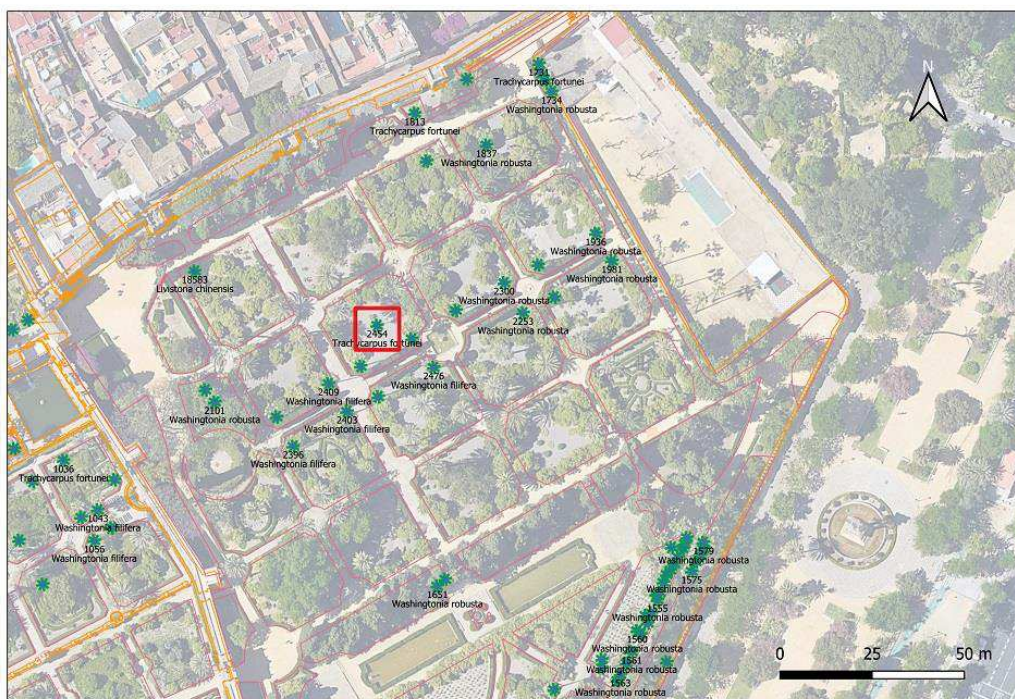 1731
Trachycarpus fortunei
1734
Washingtonia robusta
N
1813
Trachycarpus fortunei
1837
Washingtonia robusta
1936
Washingtonia robusta
1981
Washingtonia robusta
18583
Livistona chinensis
2300
Washingtonia robusta
2253
Washingtonia robusta
2454
Trachycarpus fortunei
2476
Washingtonia filifera
2409
Washingtonia filifera
2403
Washingtonia filifera
2101
Washingtonia robusta
2396
Washingtonia filifera
1036
Trachycarpus fortunei
1043
Washingtonia filifera
1056
Washingtonia filifera
1579
Washingtonia robusta
1575
Washingtonia robusta
1651
Washingtonia robusta
1555
Washingtonia robusta
1560
Washingtonia robusta
1561
Washingtonia robusta
1563
0 25 50 m